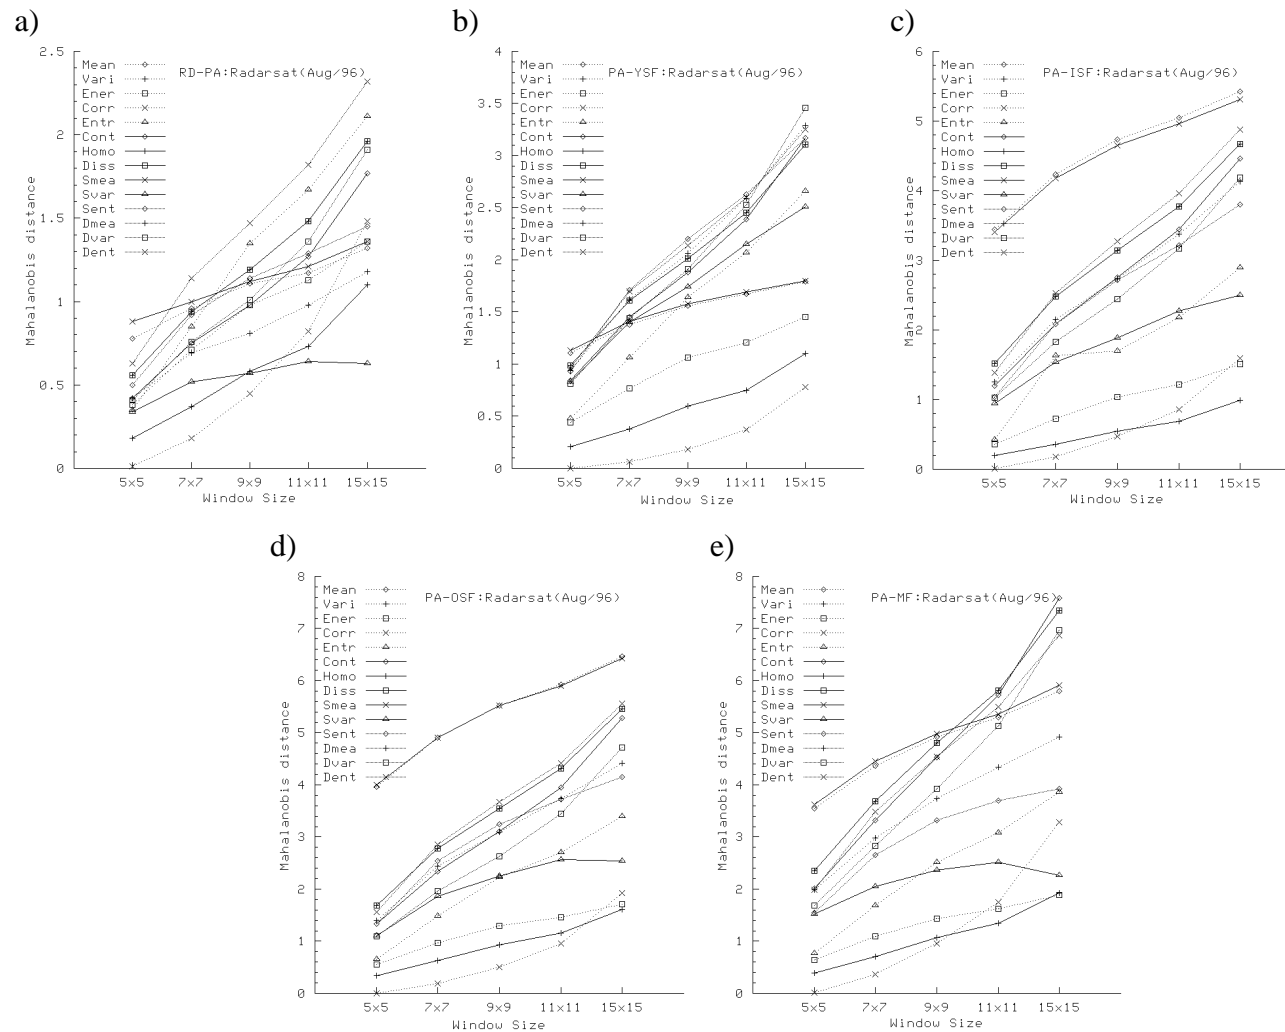 a)
2.5
2
1.5
1
0.5
0
Mahalanobis distance
Mean
Vari
Ener
Corr
Entr
Cont
Homo
Diss
Smea
Svar
Sent
Dmea
Dvar
Dent
RD-PA:Radarsat(Aug/96)
5x5 7x7 9x9 11x11 15x15
Window Size
b)
4
3.5
3
2.5
2
1.5
1
0.5
0
Mahalanobis distance
Mean
Vari
Ener
Corr
Entr
Cont
Homo
Diss
Smea
Svar
Sent
Dmea
Dvar
Dent
PA-YSF:Radarsat(Aug/96)
5x5 7x7 9x9 11x11 15x15
Window Size
c)
6
5
4
3
2
1
0
Mahalanobis distance
Mean
Vari
Ener
Corr
Entr
Cont
Homo
Diss
Smea
Svar
Sent
Dmea
Dvar
Dent
PA-ISF:Radarsat(Aug/96)
5x5 7x7 9x9 11x11 15x15
Window Size
d)
8
7
6
5
4
3
2
1
0
Mahalanobis distance
Mean
Vari
Ener
Corr
Entr
Cont
Homo
Diss
Smea
Svar
Sent
Dmea
Dvar
Dent
PA-OSF:Radarsat(Aug/96)
5x5 7x7 9x9 11x11 15x15
Window Size
e)
8
7
6
5
4
3
2
1
0
Mahalanobis distance
Mean
Vari
Ener
Corr
Entr
Cont
Homo
Diss
Smea
Svar
Sent
Dmea
Dvar
Dent
PA-MF:Radarsat(Aug/96)
5x5 7x7 9x9 11x11 15x15
Window Size